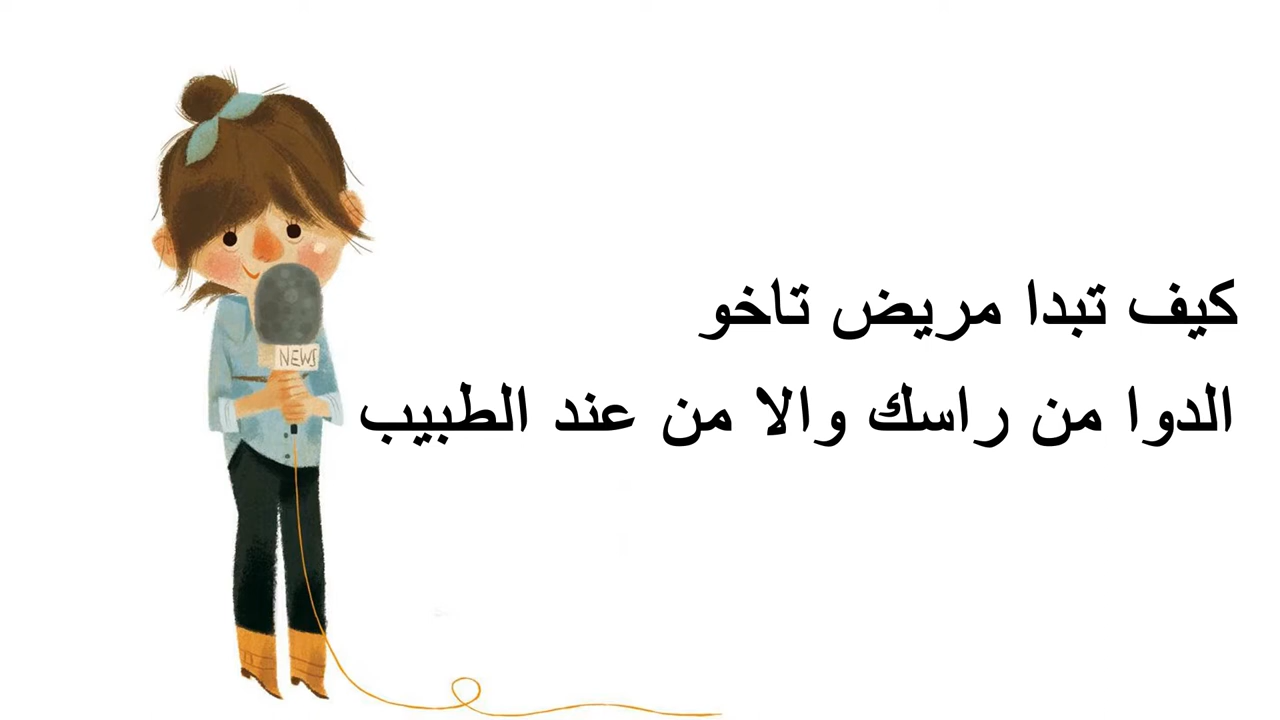 كيف تبدا مريض تاخو
الدوا من راسك والا من عند الطبيب
NEWS